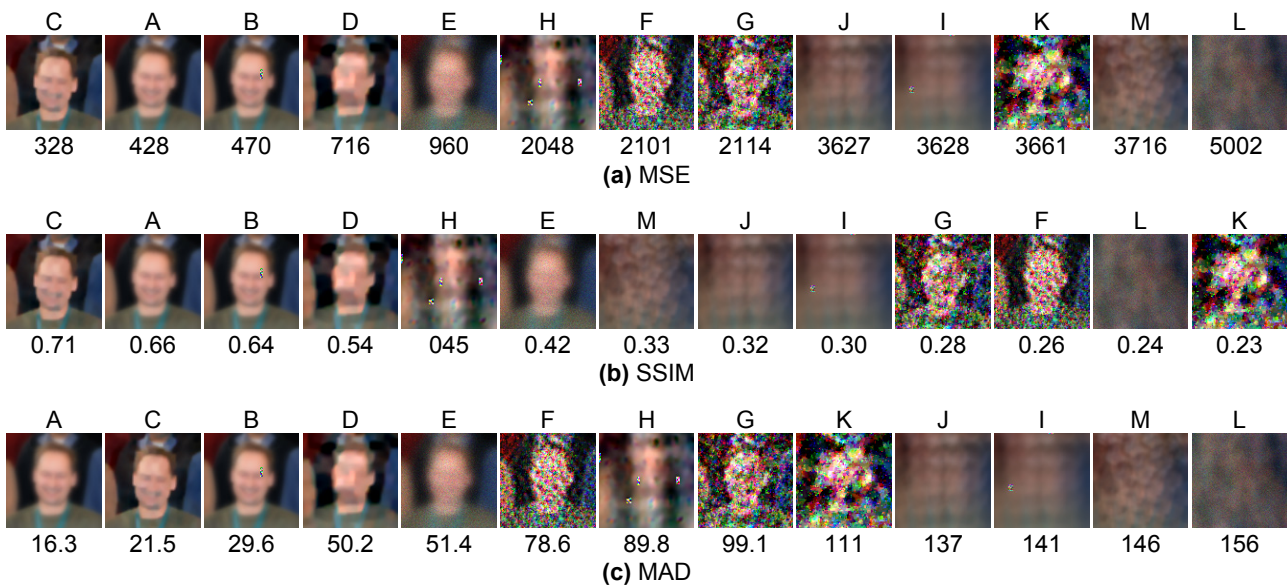 C A B D E H F G J I K M L
328 428 470 716 960 2048 2101 2114 3627 3628 3661 3716 5002
(a) MSE
C A B D H E M J I G F L K
0.71 0.66 0.64 0.54 045 0.42 0.33 0.32 0.30 0.28 0.26 0.24 0.23
(b) SSIM
A C B D E F H G K J I M L
16.3 21.5 29.6 50.2 51.4 78.6 89.8 99.1 111 137 141 146 156
(c) MAD